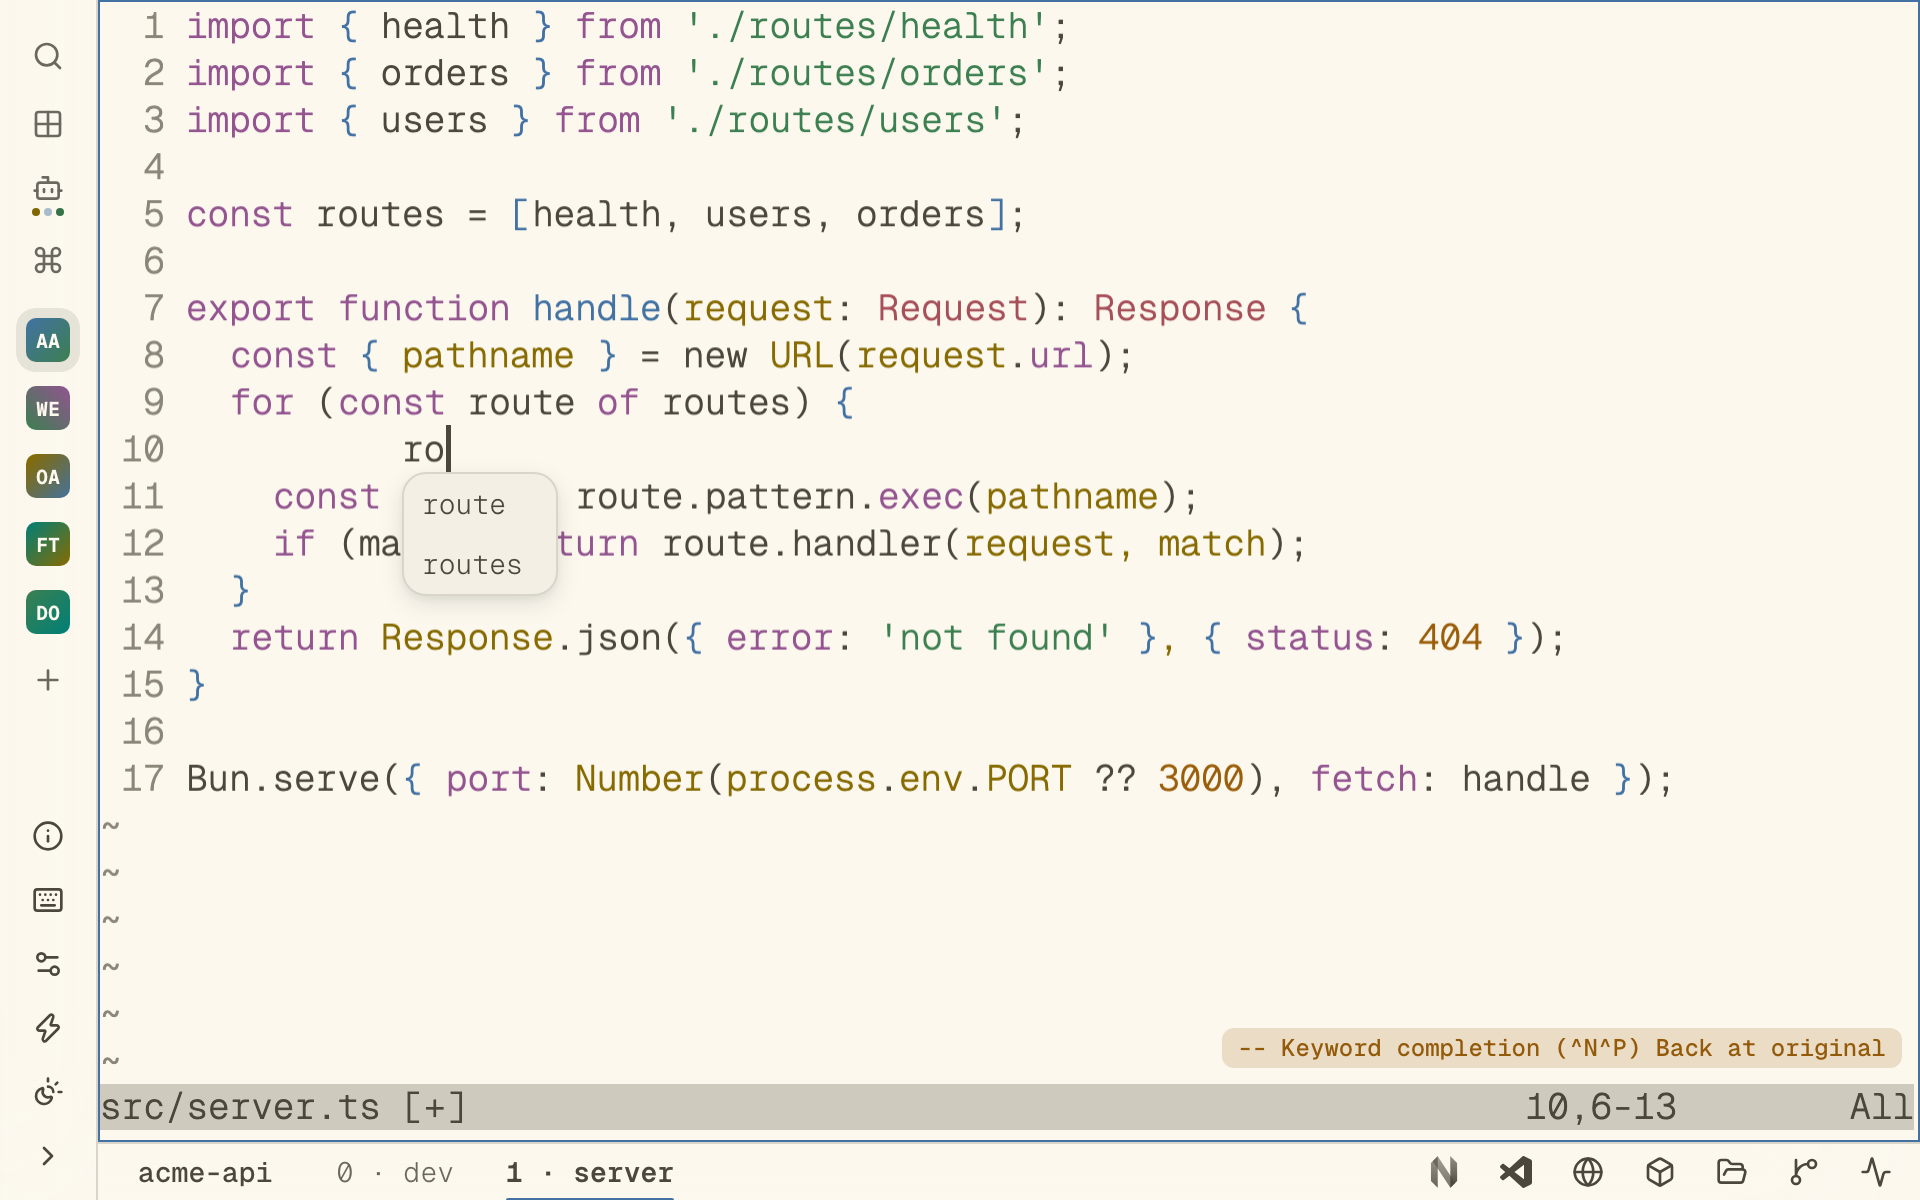 1 import { health } from './routes/health';
2 import { orders } from './routes/orders';
3 import { users } from './routes/users';
4
5 const routes = [health, users, orders];
6
7 export function handle(request: Request): Response {
8   const { pathname } = new URL(request.url);
9   for (const route of routes) {
10           ro
11     const route.pattern.exec(pathname);
12     if (ma turn route.handler(request, match);
route
routes
13   }
14   return Response.json({ error: 'not found' }, { status: 404 });
15 }
16
17 Bun.serve({ port: Number(process.env.PORT ?? 3000), fetch: handle });
~
~
~
~
~
~
-- Keyword completion (^N^P) Back at original
src/server.ts [+] 10,6-13 All
AA
WE
OA
FT
DO
acme-api 0 · dev 1 · server